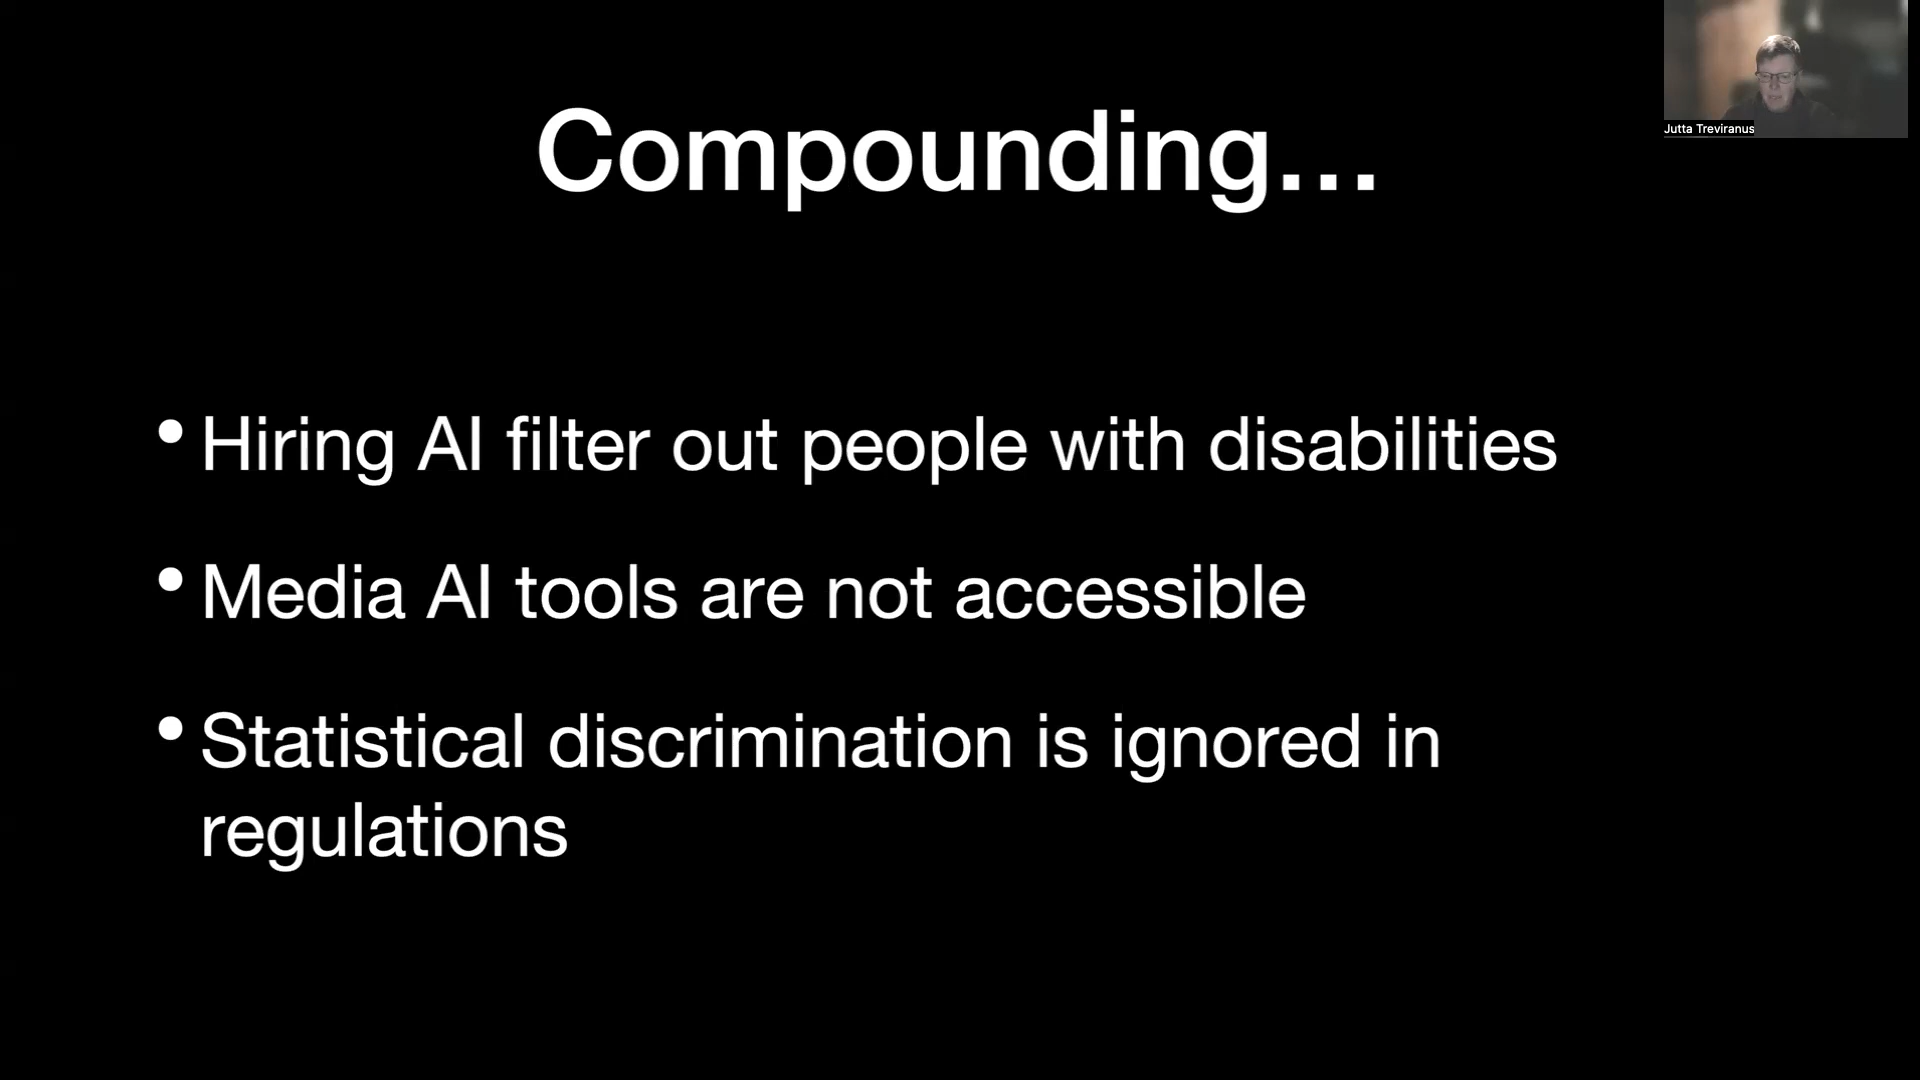 Compounding...
Jutta Treviranus
• Hiring AI filter out people with disabilities
• Media AI tools are not accessible
• Statistical discrimination is ignored in
regulations